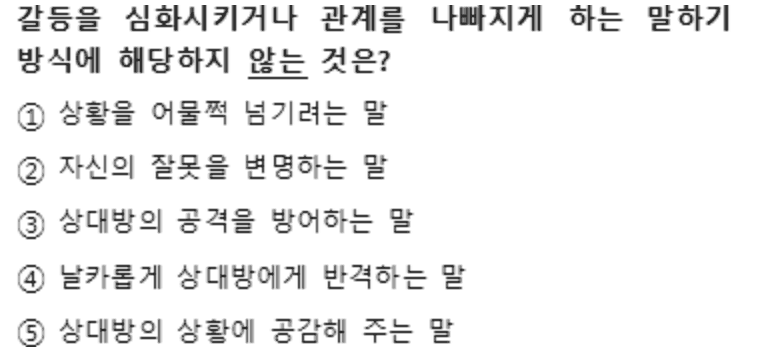 갈등을 심화시키거나 관계를 나빠지게 하는 말하기
방식에 해당하지 않는 것은?
① 상황을 어물쩍 넘기려는 말
② 자신의 잘못을 변명하는 말
③ 상대방의 공격을 방어하는 말
④ 날카롭게 상대방에게 반격하는 말
⑤ 상대방의 상황에 공감해 주는 말